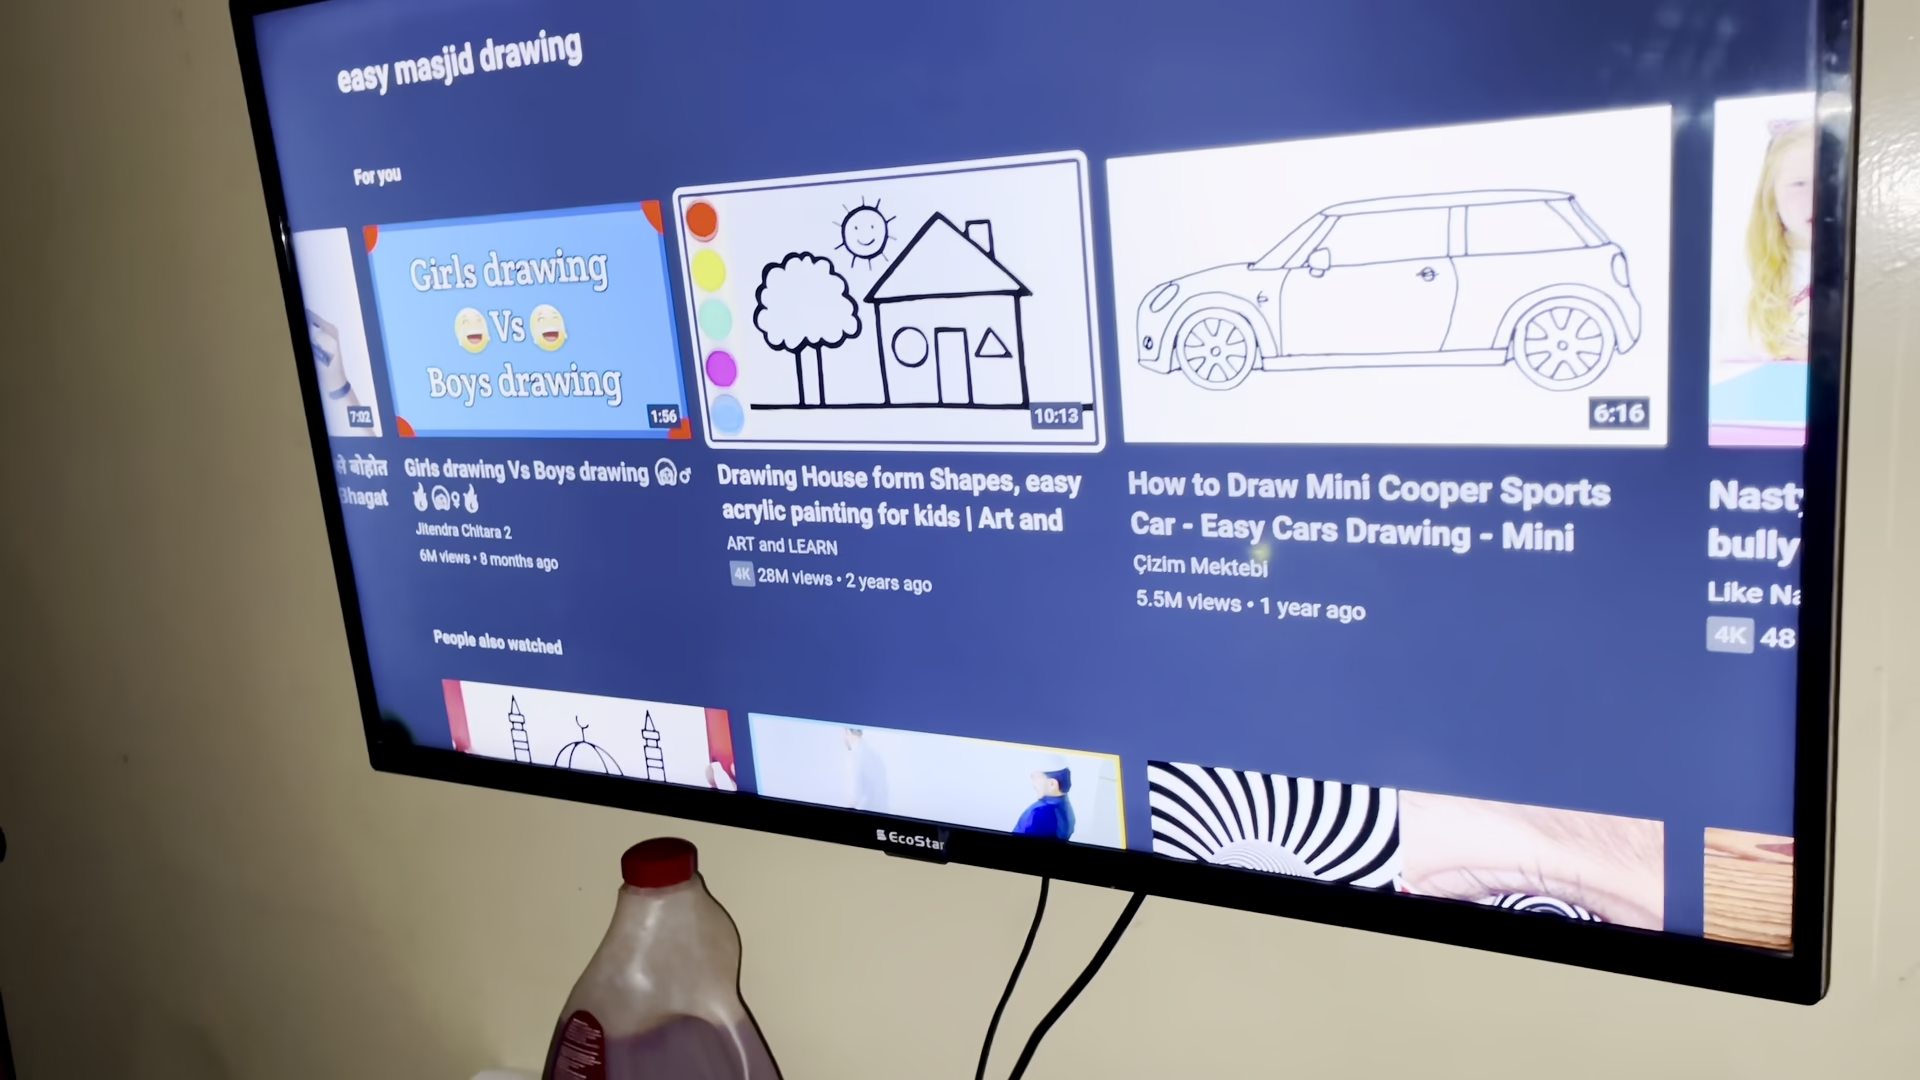 easy masjid drawing
For you
Girls drawing
Vs
Boys drawing
7:02
1:56
10:13
6:16
से बोहोत
Bhagat
Girls drawing Vs Boys drawing
Jitendra Chitara 2
6M views • 8 months ago
Drawing House form Shapes, easy
acrylic painting for kids | Art and
ART and LEARN
4K 28M views • 2 years ago
How to Draw Mini Cooper Sports
Car - Easy Cars Drawing - Mini
Çizim Mektebi
5.5M views • 1 year ago
bully
Like
4K 48
People also watched
EcoStar